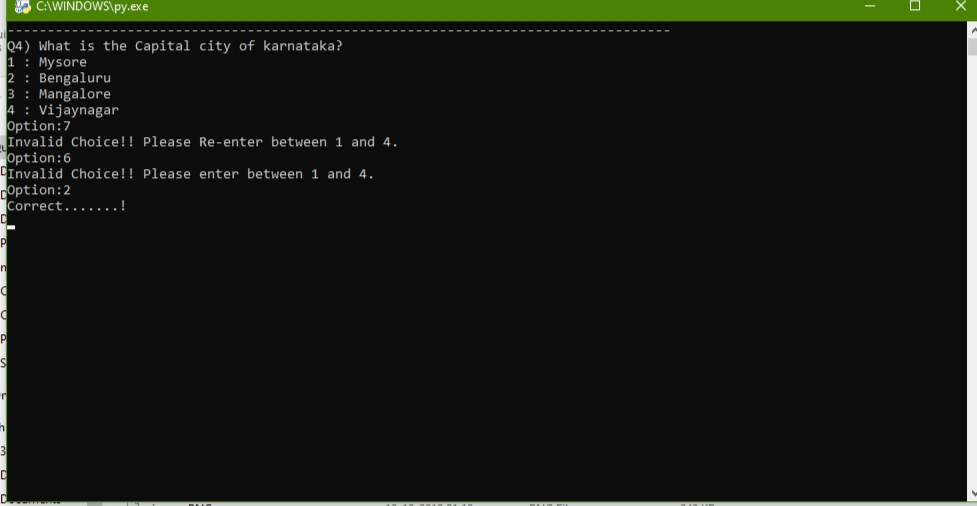 C:\WINDOWS\py.exe
------------------------------------------------------------------------------------
Q4) What is the Capital city of karnataka?
1 : Mysore
2 : Bengaluru
3 : Mangalore
4 : Vijaynagar
Option:7
Invalid Choice!! Please Re-enter between 1 and 4.
Option:6
Invalid Choice!! Please enter between 1 and 4.
Option:2
Correct.......!